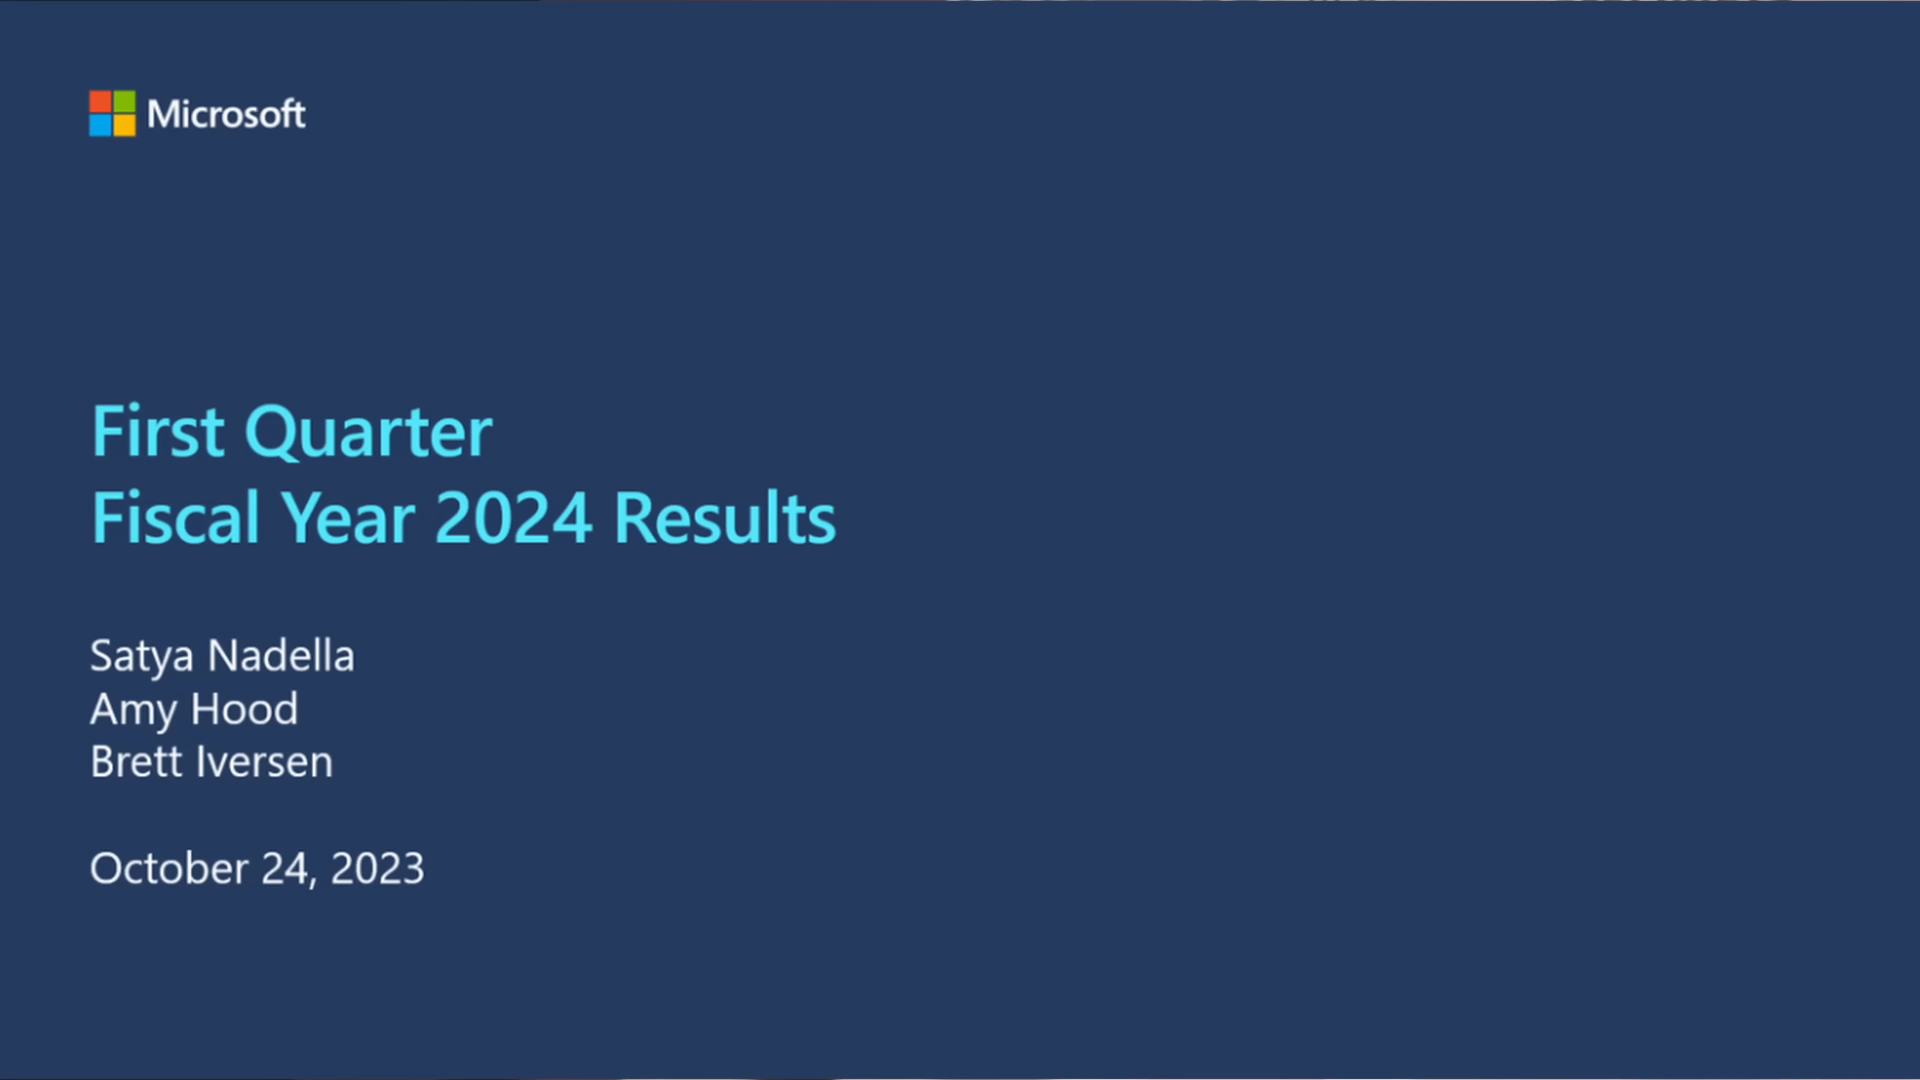 Microsoft
First Quarter
Fiscal Year 2024 Results
Satya Nadella
Amy Hood
Brett Iversen
October 24, 2023